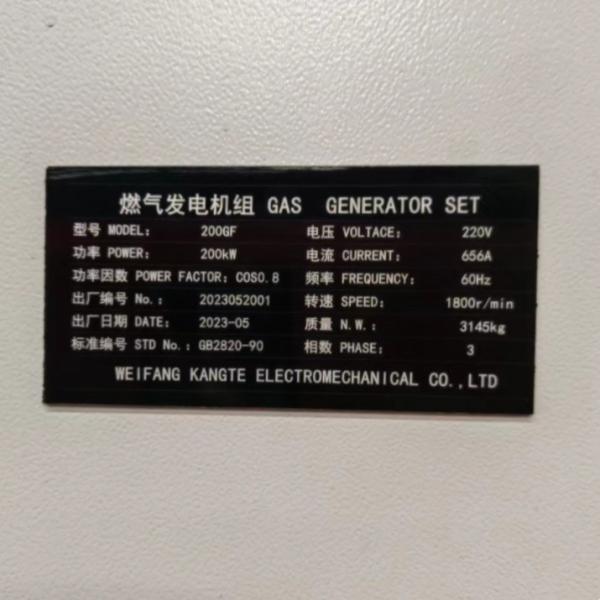 燃气发电机组 GAS GENERATOR SET
型号 MODEL: 200GF 电压 VOLTACE: 220V
功率 POWER: 200kW 电流 CURRENT: 656A
功率因数 POWER FACTOR: COS0.8 频率 FREQUENCY: 60Hz
出厂编号 No.: 2023052001 转速 SPEED: 1800r/min
出厂日期 DATE: 2023-05 质量 N.W.: 3145kg
标准编号 STD No.: GB2820-90 相数 PHASE: 3
WEIFANG KANGTE ELECTROMECHANICAL CO.,LTD